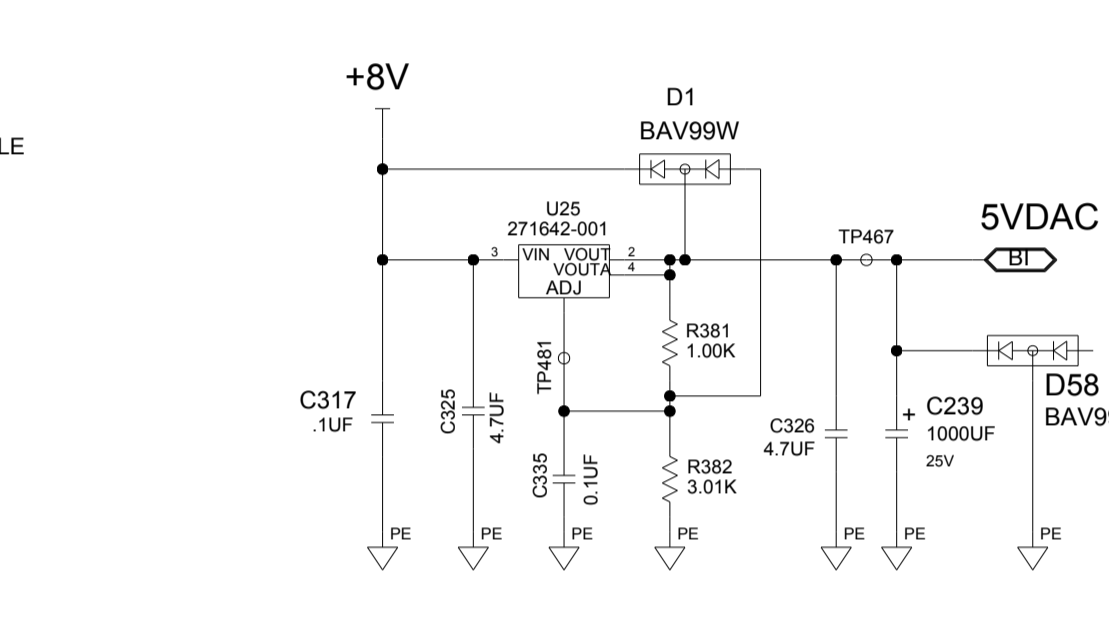 +8V
D1
BAV99W
LE
U25
271642-001
5VDAC
TP467
3
VIN VOUT
2
BI
VOUTA
4
ADJ
R381
1.00K
TP481
D58
C317
.1UF
C325
4.7UF
C326
4.7UF
+
C239
1000UF
25V
BAV99
C335
0.1UF
R382
3.01K
PE
PE
PE
PE
PE
PE
PE